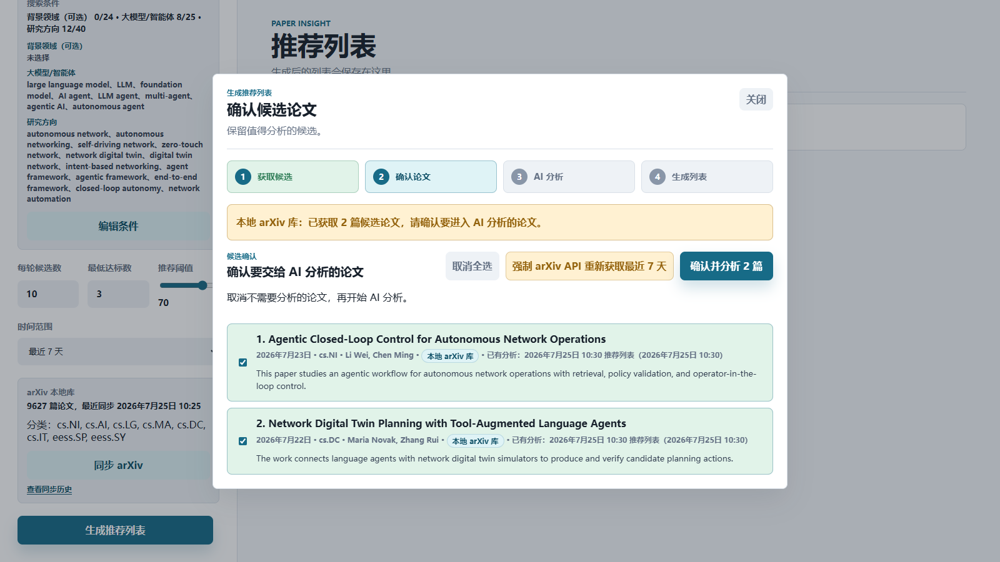 搜索条件
背景领域（可选） 0/24 • 大模型/智能体 8/25 •
研究方向 12/40
背景领域（可选）
未选择
大模型/智能体
large language model、LLM、foundation
model、AI agent、LLM agent、multi-agent、
agentic AI、autonomous agent
研究方向
autonomous network、autonomous
networking、self-driving network、zero-touch
network、network digital twin、digital twin
network、intent-based networking、agent
framework、agentic framework、end-to-end
framework、closed-loop autonomy、network
automation
编辑条件
每轮候选数
最低达标数
推荐阈值
10
3
70
时间范围
最近 7 天
arXiv 本地库
9627 篇论文，最近同步 2026年7月25日 10:25
分类：cs.NI, cs.AI, cs.LG, cs.MA, cs.DC,
cs.IT, eess.SP, eess.SY
同步 arXiv
查看同步历史
生成推荐列表
PAPER INSIGHT
推荐列表
生成后的列表会保存在这里
生成推荐列表
确认候选论文
保留值得分析的候选。
关闭
1 获取候选
2 确认论文
3 AI 分析
4 生成列表
本地 arXiv 库：已获取 2 篇候选论文，请确认要进入 AI 分析的论文。
候选确认
确认要交给 AI 分析的论文
取消全选
强制 arXiv API 重新获取最近 7 天
确认并分析 2 篇
取消不需要分析的论文，再开始 AI 分析。
1. Agentic Closed-Loop Control for Autonomous Network Operations
2026年7月23日 • cs.NI • Li Wei, Chen Ming • 本地 arXiv 库 • 已有分析：2026年7月25日 10:30 推荐列表（2026年7月25日 10:30）
This paper studies an agentic workflow for autonomous network operations with retrieval, policy validation, and operator-in-the-
loop control.
2. Network Digital Twin Planning with Tool-Augmented Language Agents
2026年7月22日 • cs.DC • Maria Novak, Zhang Rui • 本地 arXiv 库 • 已有分析：2026年7月25日 10:30 推荐列表（2026年7月25日 10:30）
The work connects language agents with network digital twin simulators to produce and verify candidate planning actions.